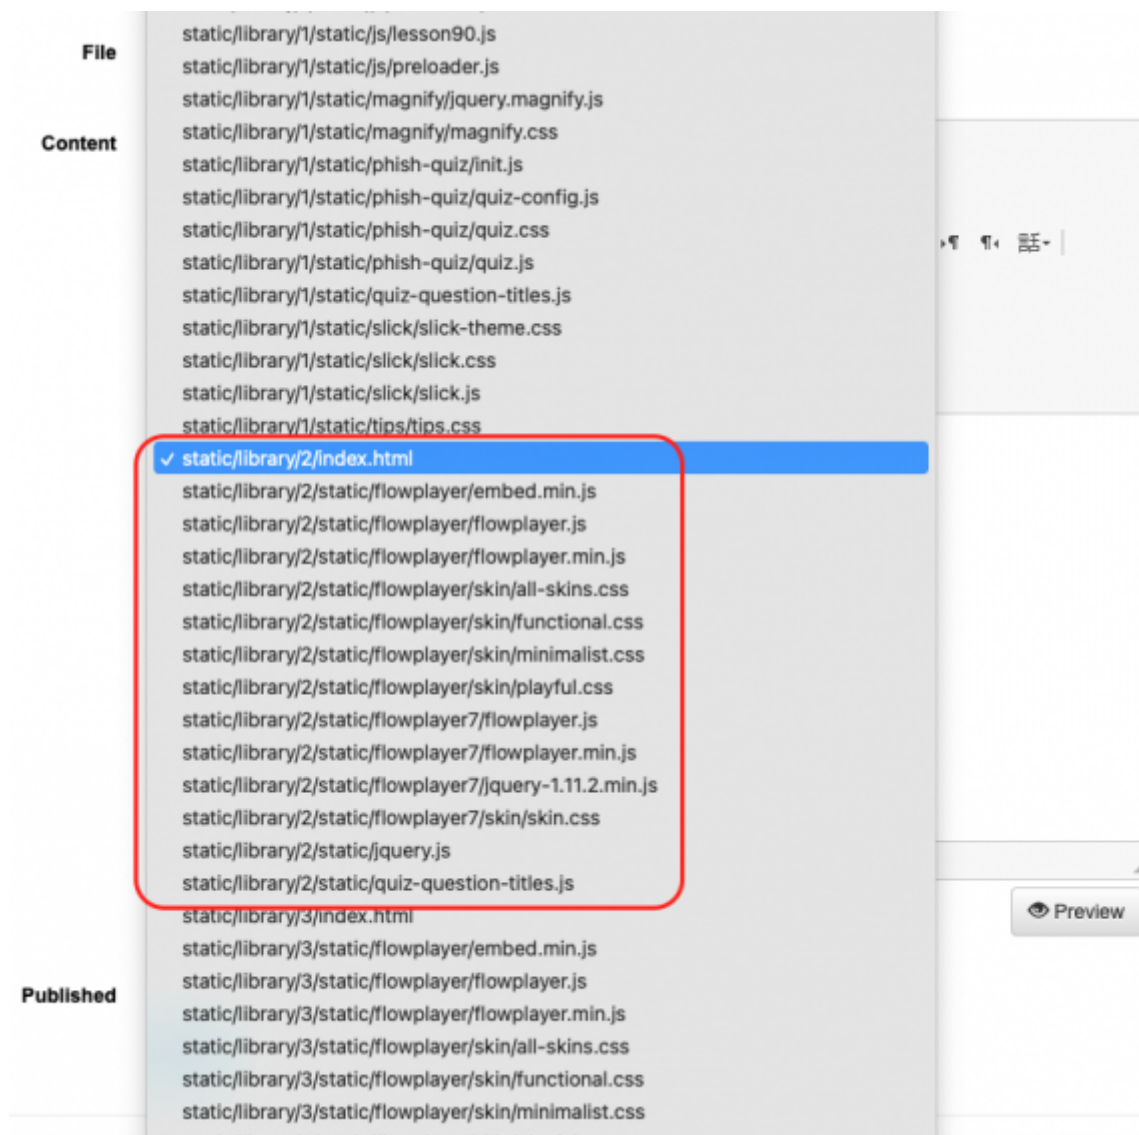 File
static/library/1/static/js/lesson90.js
static/library/1/static/js/preloader.js
static/library/1/static/magnify/jquery.magnify.js
Content
static/library/1/static/magnify/magnify.css
static/library/1/static/phish-quiz/init.js
static/library/1/static/phish-quiz/quiz-config.js
static/library/1/static/phish-quiz/quiz.css
static/library/1/static/phish-quiz/quiz.js
static/library/1/static/quiz-question-titles.js
static/library/1/static/slick/slick-theme.css
static/library/1/static/slick/slick.css
static/library/1/static/slick/slick.js
static/library/1/static/tips/tips.css
✓ static/library/2/index.html
static/library/2/static/flowplayer/embed.min.js
static/library/2/static/flowplayer/flowplayer.js
static/library/2/static/flowplayer/flowplayer.min.js
static/library/2/static/flowplayer/skin/all-skins.css
static/library/2/static/flowplayer/skin/functional.css
static/library/2/static/flowplayer/skin/minimalist.css
static/library/2/static/flowplayer/skin/playful.css
static/library/2/static/flowplayer7/flowplayer.js
static/library/2/static/flowplayer7/flowplayer.min.js
static/library/2/static/flowplayer7/jquery-1.11.2.min.js
static/library/2/static/flowplayer7/skin/skin.css
static/library/2/static/jquery.js
static/library/2/static/quiz-question-titles.js
static/library/3/index.html
Preview
static/library/3/static/flowplayer/embed.min.js
static/library/3/static/flowplayer/flowplayer.js
Published
static/library/3/static/flowplayer/flowplayer.min.js
static/library/3/static/flowplayer/skin/all-skins.css
static/library/3/static/flowplayer/skin/functional.css
static/library/3/static/flowplayer/skin/minimalist.css